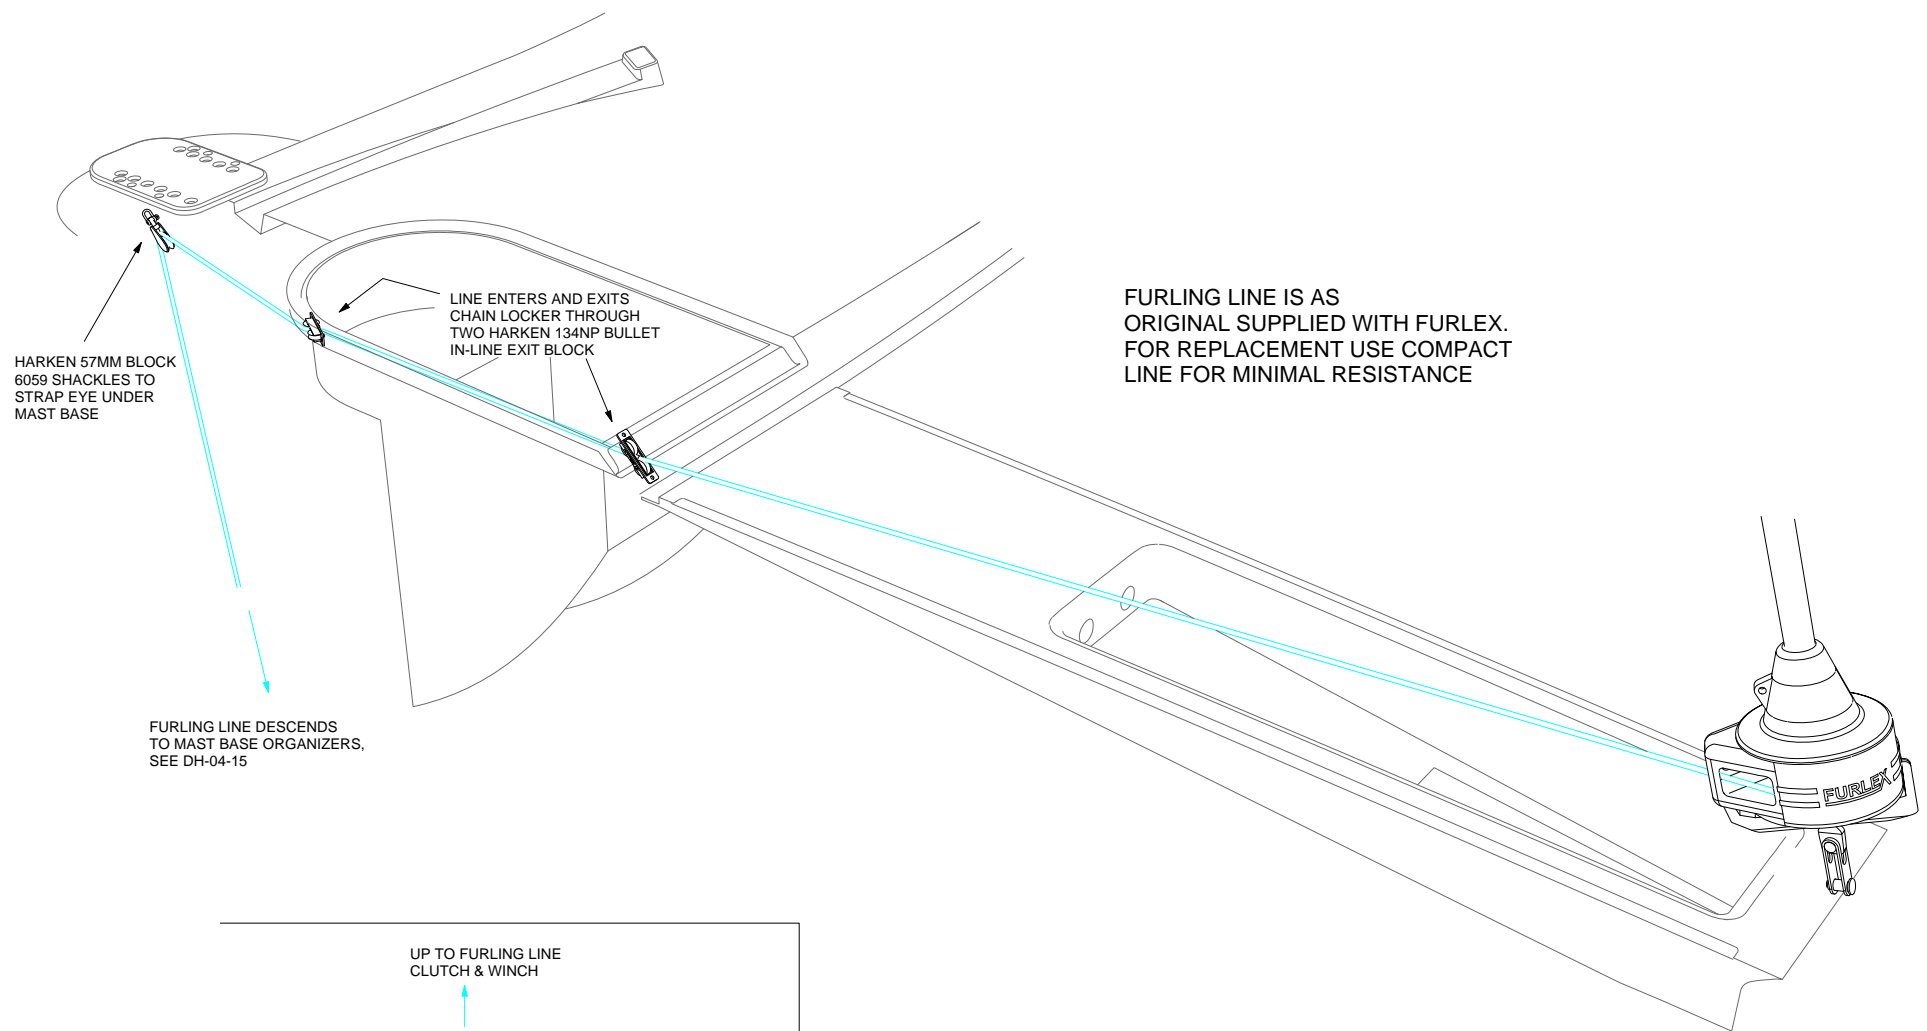 LINE ENTERS AND EXITS
CHAIN LOCKER THROUGH
TWO HARKEN 134NP BULLET
IN-LINE EXIT BLOCK
FURLING LINE IS AS
ORIGINAL SUPPLIED WITH FURLEX.
FOR REPLACEMENT USE COMPACT
LINE FOR MINIMAL RESISTANCE
HARKEN 57MM BLOCK
6059 SHACKLES TO
STRAP EYE UNDER
MAST BASE
FURLING LINE DESCENDS
TO MAST BASE ORGANIZERS,
SEE DH-04-15
FURLEX
UP TO FURLING LINE
CLUTCH & WINCH